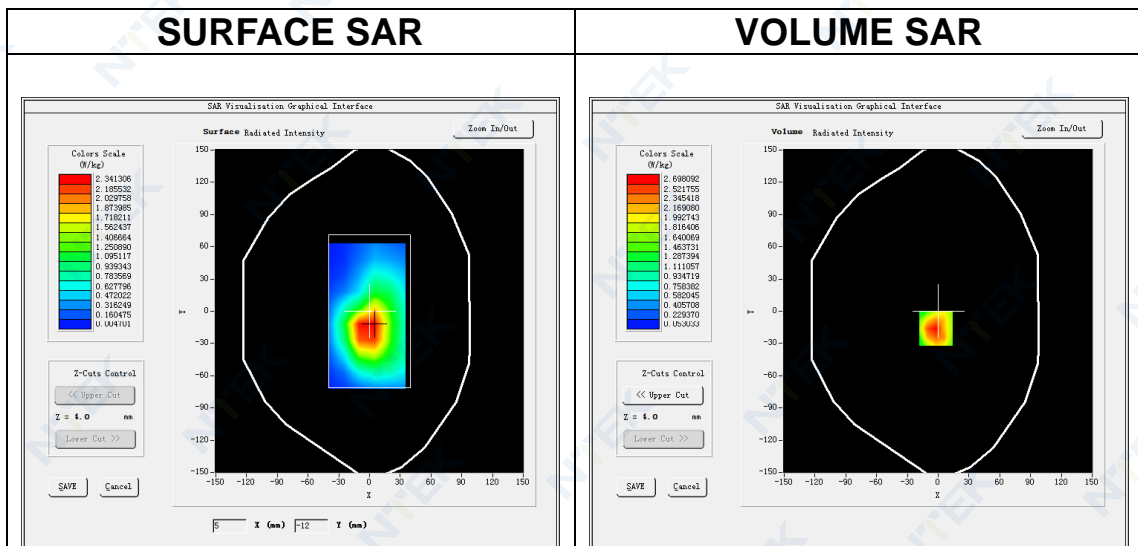 SURFACE SAR
VOLUME SAR
SAR Visualisation Graphical Interface
Surface Radiated Intensity
Zoom In/Out
Colors Scale
(W/kg)
2.341306
2.185532
2.029758
1.873985
1.718211
1.562437
1.406664
1.250890
1.095117
0.939343
0.783569
0.627796
0.472022
0.316249
0.160475
0.004701
Z-Cuts Control
<< Upper Cut
Z = 4.0 mm
Lower Cut >>
SAVE Cancel
Y
150
120
90
60
30
0
-30
-60
-90
-120
-150
-150 -120 -90 -60 -30 0 30 60 90 120 150
X
5 X (mm) -12 Y (mm)
SAR Visualisation Graphical Interface
Volume Radiated Intensity
Zoom In/Out
Colors Scale
(W/kg)
2.698092
2.521755
2.345418
2.169080
1.992743
1.816406
1.640069
1.463731
1.287394
1.111057
0.934719
0.758382
0.582045
0.405708
0.229370
0.053033
Z-Cuts Control
<< Upper Cut
Z = 4.0 mm
Lower Cut >>
SAVE Cancel
Y
150
120
90
60
30
0
-30
-60
-90
-120
-150
-150 -120 -90 -60 -30 0 30 60 90 120 150
X
NTEK